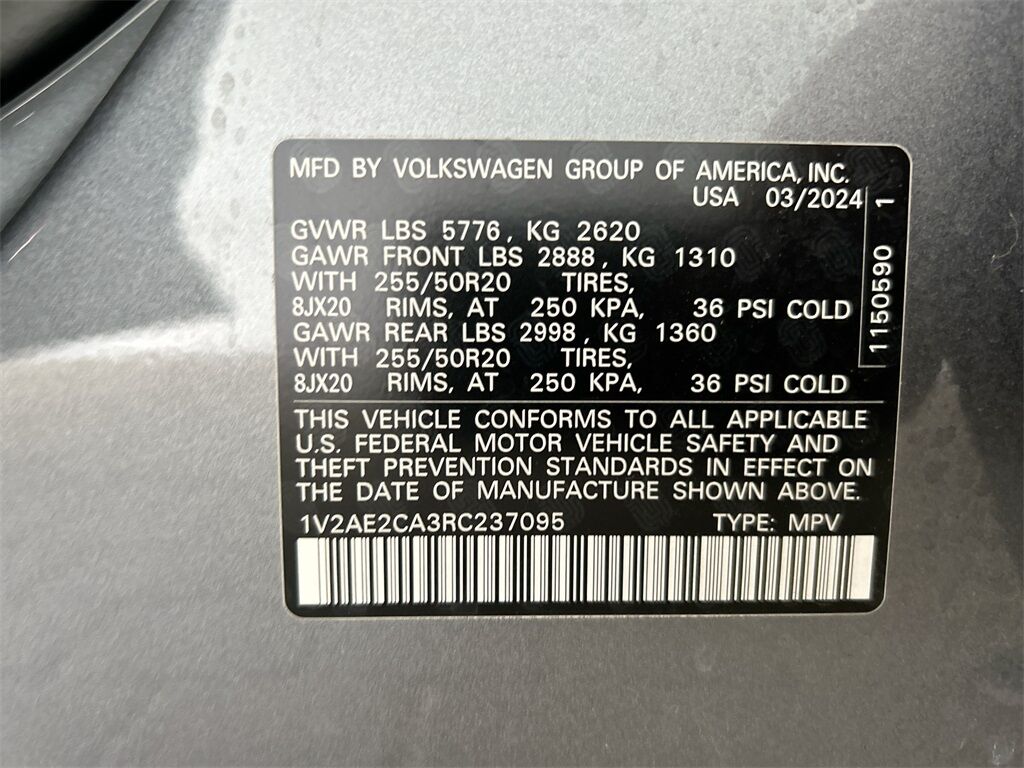 MFD BY VOLKSWAGEN GROUP OF AMERICA, INC.
USA 03/2024
GVWR LBS 5776, KG 2620
GAWR FRONT LBS 2888, KG 1310
WITH 255/50R20 TIRES,
8JX20 RIMS, AT 250 KPA, 36 PSI COLD
GAWR REAR LBS 2998, KG 1360
WITH 255/50R20 TIRES,
8JX20 RIMS, AT 250 KPA, 36 PSI COLD
1150590 1
THIS VEHICLE CONFORMS TO ALL APPLICABLE
U.S. FEDERAL MOTOR VEHICLE SAFETY AND
THEFT PREVENTION STANDARDS IN EFFECT ON
THE DATE OF MANUFACTURE SHOWN ABOVE.
1V2AE2CA3RC237095 TYPE: MPV